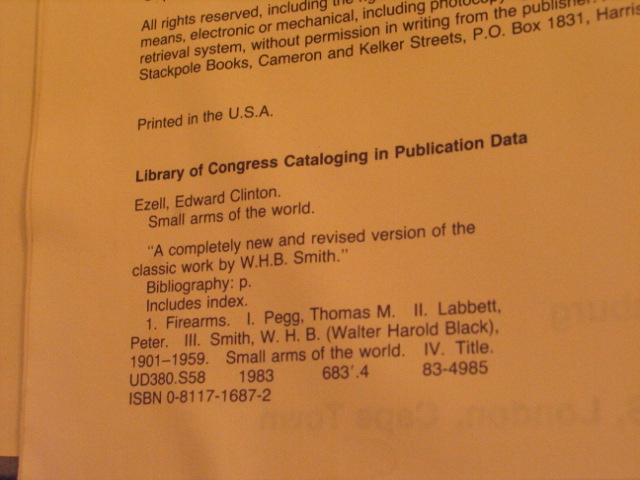 All rights reserved, including the
means, electronic or mechanical, including photocopy
retrieval system, without permission in writing from the publisher.
Stackpole Books, Cameron and Kelker Streets, P.O. Box 1831, Harris
Printed in the U.S.A.
Library of Congress Cataloging in Publication Data
Ezell, Edward Clinton.
Small arms of the world.
"A completely new and revised version of the
classic work by W.H.B. Smith."
Bibliography: p.
Includes index.
1. Firearms. I. Pegg, Thomas M. II. Labbett,
Peter. III. Smith, W. H. B. (Walter Harold Black),
1901–1959. Small arms of the world. IV. Title.
UD380.S58 1983 683'.4 83-4985
ISBN 0-8117-1687-2